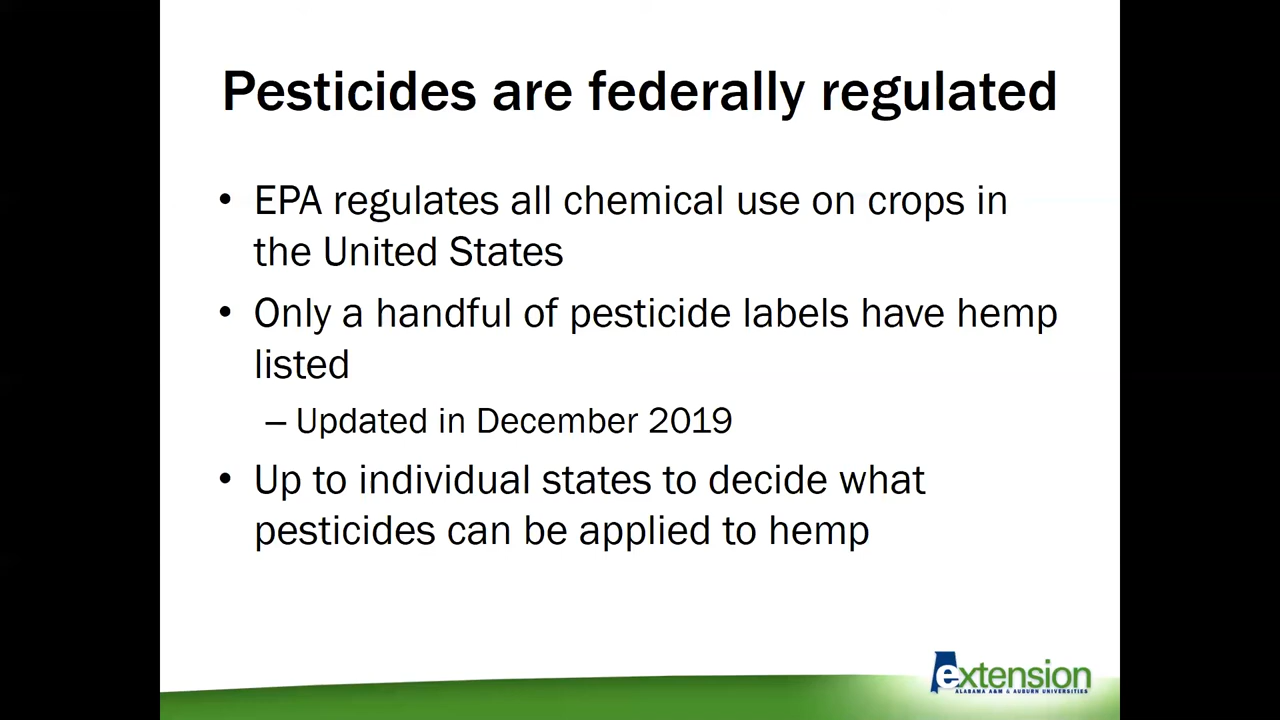 Pesticides are federally regulated
• EPA regulates all chemical use on crops in
the United States
• Only a handful of pesticide labels have hemp
listed
– Updated in December 2019
• Up to individual states to decide what
pesticides can be applied to hemp
extension
ALABAMA A&M & AUBURN UNIVERSITIES